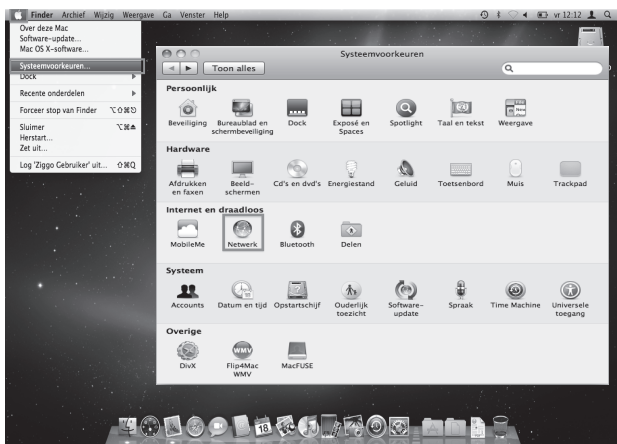 Finder Archief Wijzig Weergave Ga Venster Help
vr 12:12
Over deze Mac
Software-update...
Mac OS X-software...
Systeemvoorkeuren...
Dock
Recente onderdelen
Forceer stop van Finder ⌥⇧⌘⎋
Sluimer ⌥⌘⏏
Herstart...
Zet uit...
Log 'Ziggo Gebruiker' uit... ⇧⌘Q
Systeemvoorkeuren
Toon alles
Persoonlijk
Beveiliging
Bureaublad en schermbeveiliging
Dock
Exposé en Spaces
Spotlight
Taal en tekst
Weergave
Hardware
Afdrukken en faxen
Beeld-schermen
Cd's en dvd's
Energiestand
Geluid
Toetsenbord
Muis
Trackpad
Internet en draadloos
MobileMe
Netwerk
Bluetooth
Delen
Systeem
Accounts
Datum en tijd
Opstartschijf
Ouderlijk toezicht
Software-update
Spraak
Time Machine
Universele toegang
Overige
WMV
DivX
Flip4Mac WMV
MacFUSE
18